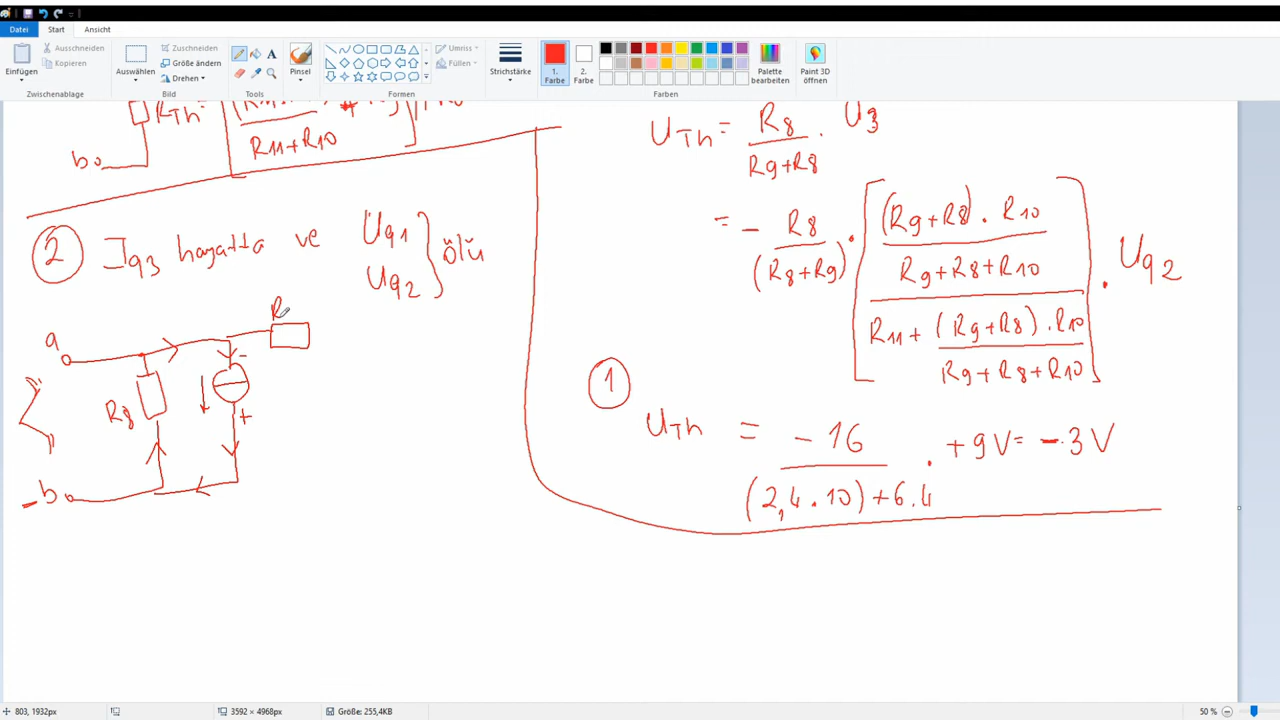 Datei Start Ansicht
Einfügen
Ausschneiden
Kopieren
Zwischenablage
Auswählen
Zuschneiden
Größe ändern
Drehen
Bild
A
Tools
Pinsel
Formen
Umriss
Füllen
Strichstärke
1. Farbe
2. Farbe
Farben
Palette bearbeiten
Paint 3D öffnen
RTh=
R11+R10
b
2 Iq3 hayatta ve Uq1
Uq2
ölü
R
a
-
R8
+
-b
UTh = R8 / R9+R8 . U3
= - R8 / (R8+R9) . [ (R9+R8).R10 / R9+R8+R10 / R11+ (R9+R8).R10 / R9+R8+R10 ] . Uq2
1
UTh = -16 / (2,4.10)+6.4 . +9V= -3V
803, 1932px
3592 × 4968px
Größe: 255,4KB
50 %